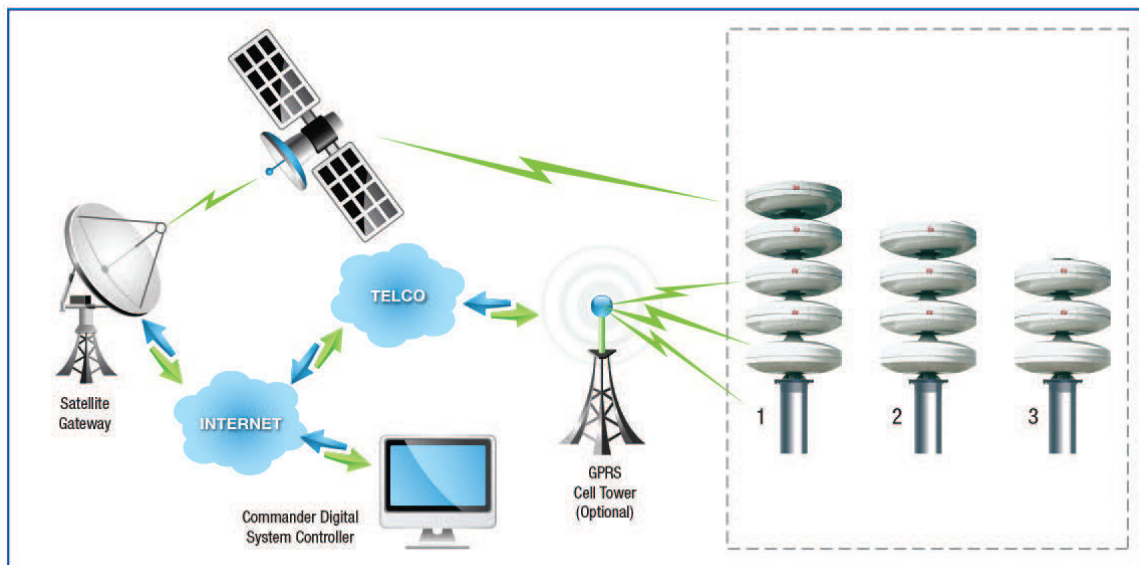 TELCO
Satellite
Gateway
INTERNET
Commander Digital
System Controller
GPRS
Cell Tower
(Optional)
1
2
3